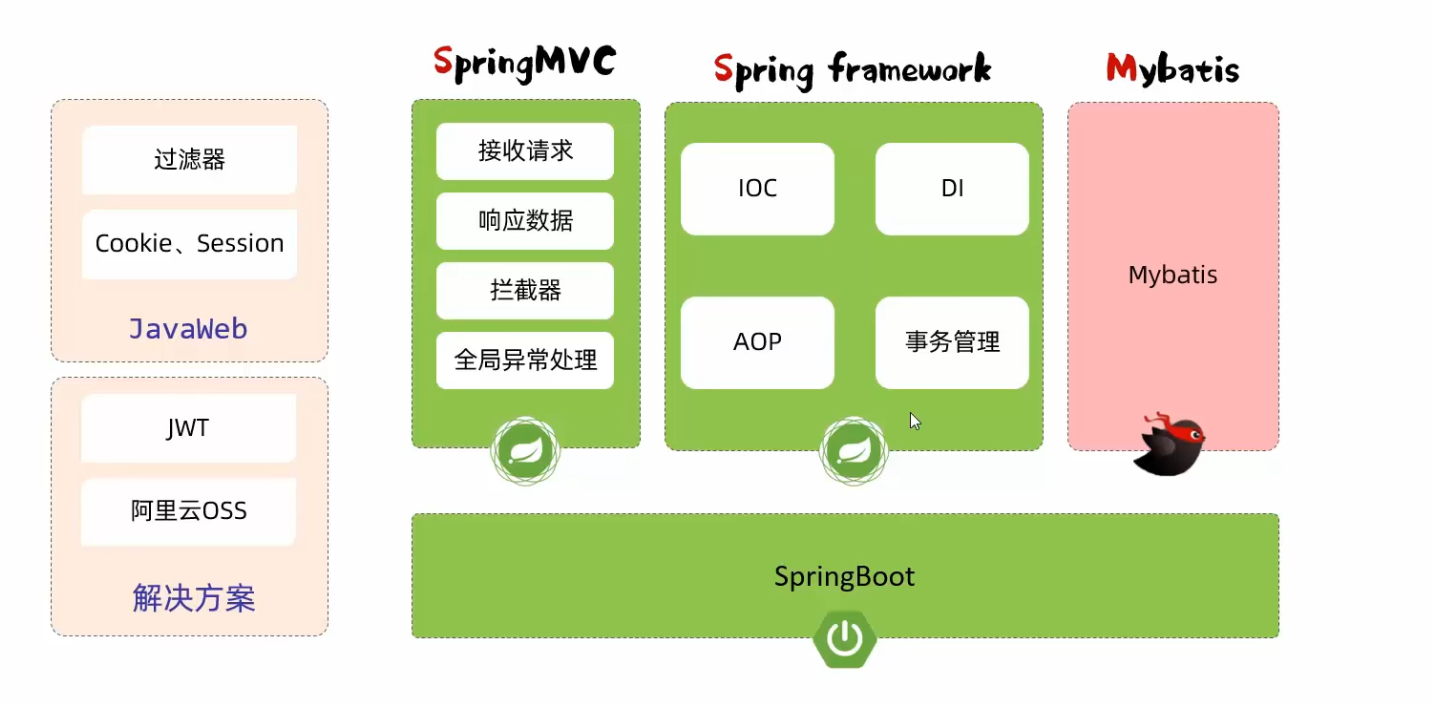 过滤器
Cookie、Session
JavaWeb
JWT
阿里云OSS
解决方案
SpringMVC
接收请求
响应数据
拦截器
全局异常处理
Spring framework
IOC
DI
AOP
事务管理
Mybatis
Mybatis
SpringBoot